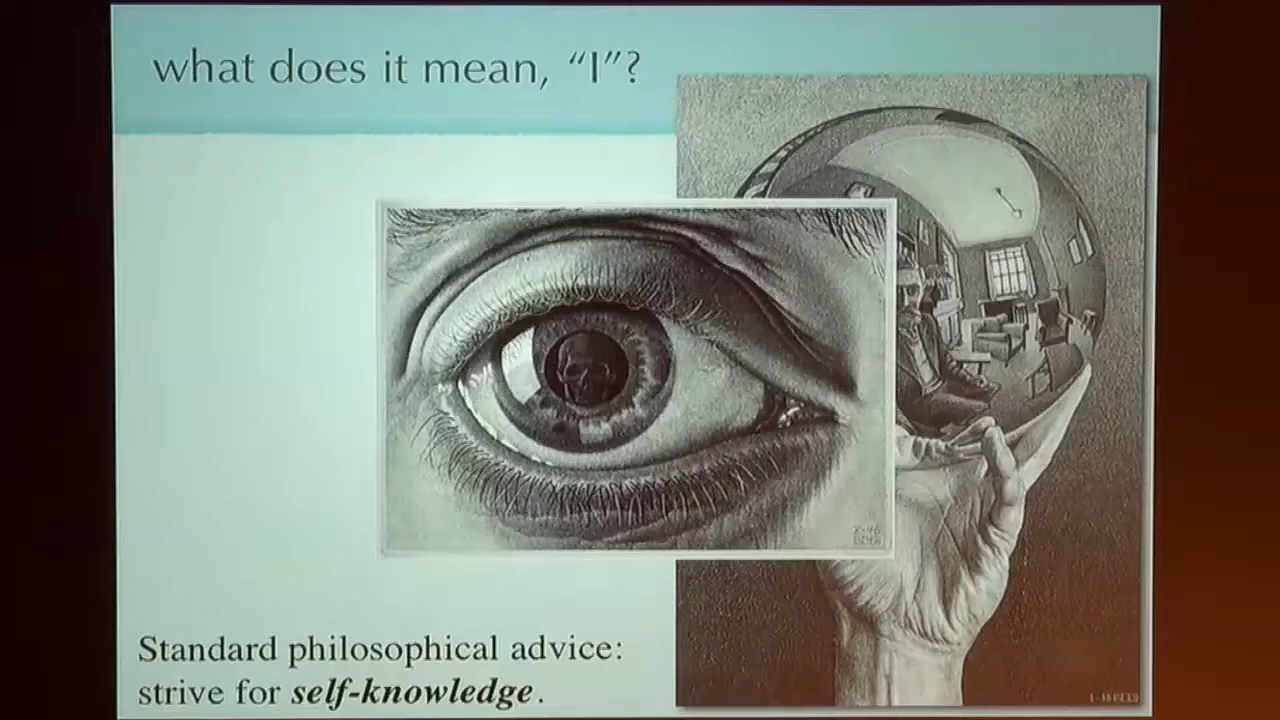 what does it mean, “I”?
Standard philosophical advice:
strive for self-knowledge.